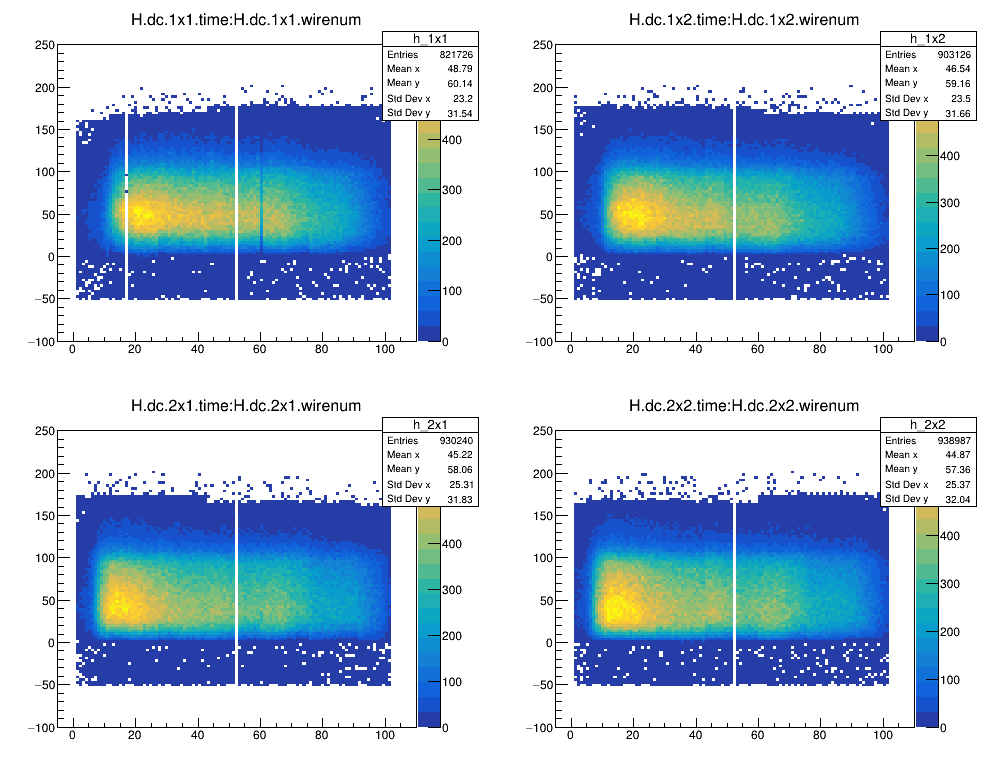 H.dc.1x1.time:H.dc.1x1.wirenum
h_1x1
Entries 821726
Mean x 48.79
Mean y 60.14
Std Dev x 23.2
Std Dev y 31.54
250
200
150
100
50
0
−50
−100
0 20 40 60 80 100
400
300
200
100
0
H.dc.1x2.time:H.dc.1x2.wirenum
h_1x2
Entries 903126
Mean x 46.54
Mean y 59.16
Std Dev x 23.5
Std Dev y 31.66
250
200
150
100
50
0
−50
−100
0 20 40 60 80 100
400
300
200
100
0
H.dc.2x1.time:H.dc.2x1.wirenum
h_2x1
Entries 930240
Mean x 45.22
Mean y 58.06
Std Dev x 25.31
Std Dev y 31.83
250
200
150
100
50
0
−50
−100
0 20 40 60 80 100
400
300
200
100
0
H.dc.2x2.time:H.dc.2x2.wirenum
h_2x2
Entries 938987
Mean x 44.87
Mean y 57.36
Std Dev x 25.37
Std Dev y 32.04
250
200
150
100
50
0
−50
−100
0 20 40 60 80 100
400
300
200
100
0